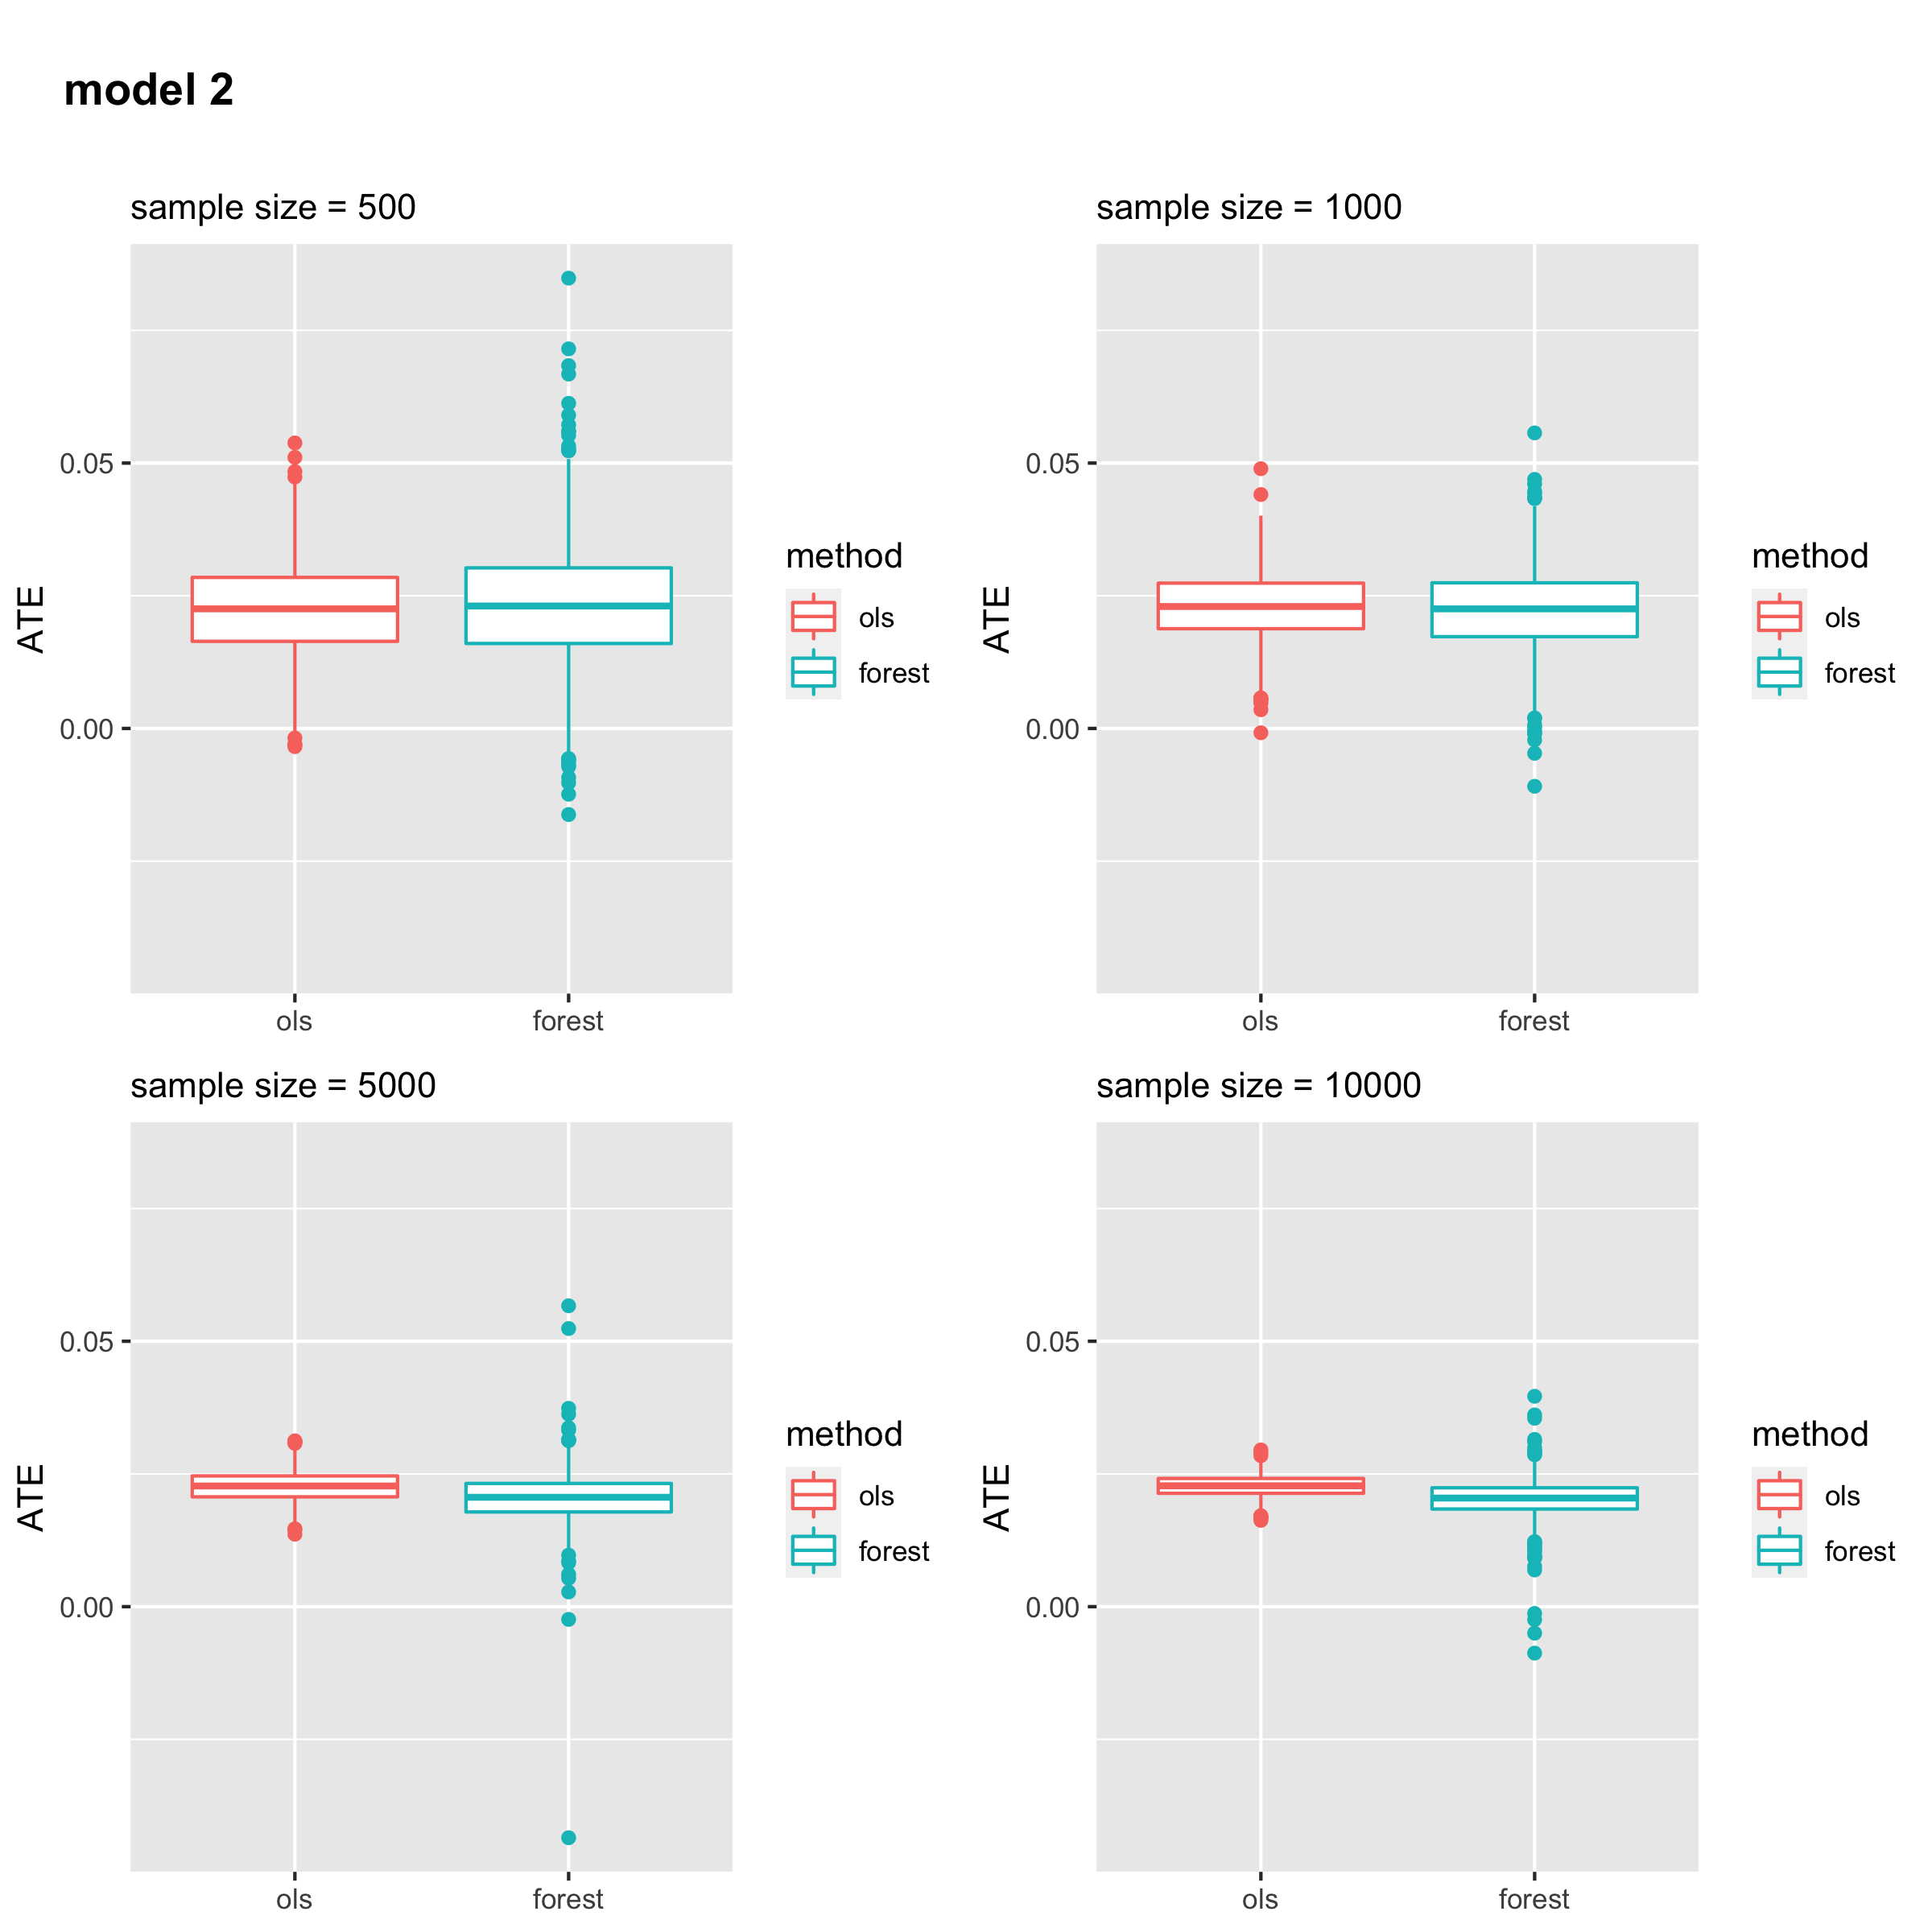 model 2
sample size = 500
ATE
0.05
0.00
ols
forest
method
ols
forest
sample size = 1000
ATE
0.05
0.00
ols
forest
method
ols
forest
sample size = 5000
ATE
0.05
0.00
ols
forest
method
ols
forest
sample size = 10000
ATE
0.05
0.00
ols
forest
method
ols
forest